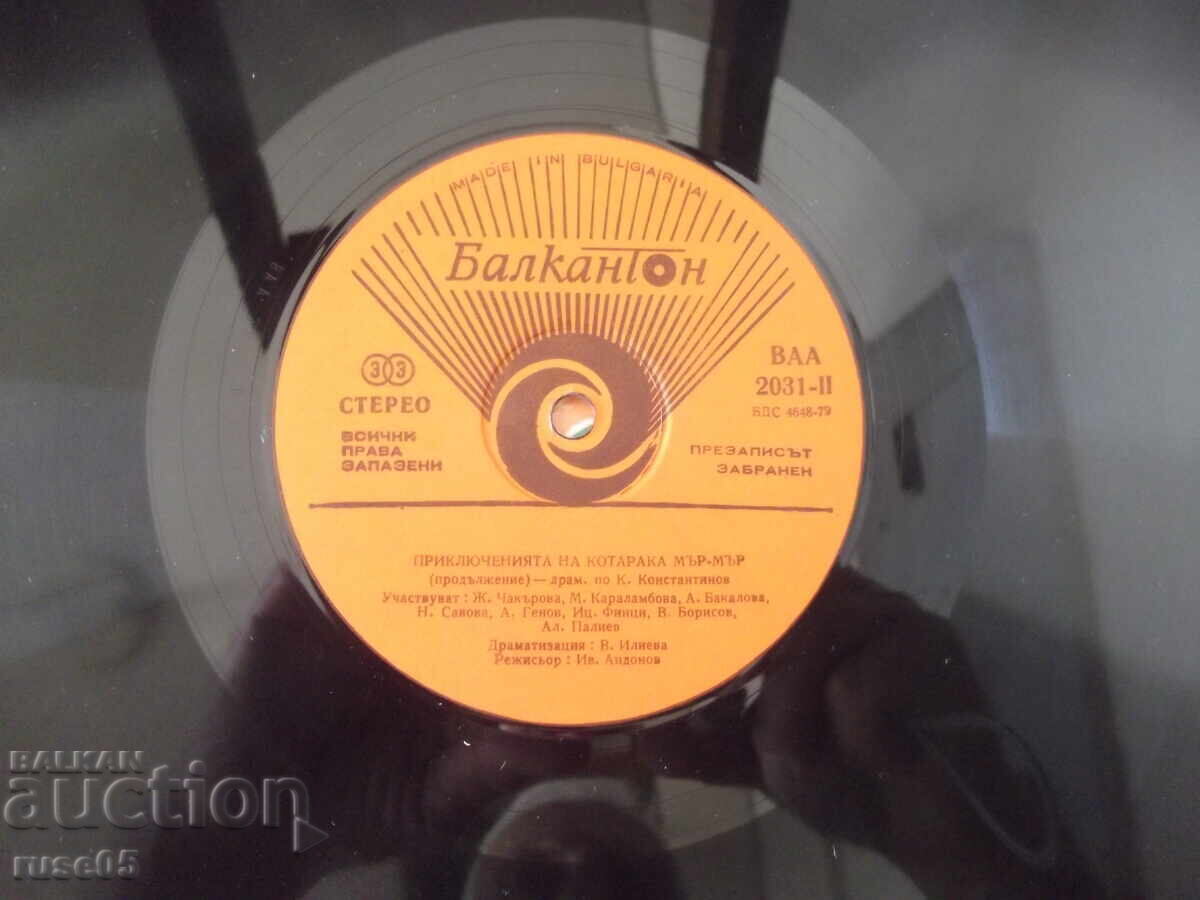 MADE IN BULGARIA
БалканТон
33
СТЕРЕО
ВАА
2031-II
БДС 4648-79
ВСИЧКИ
ПРАВА
ЗАПАЗЕНИ
ПРЕЗАПИСЪТ
ЗАБРАНЕН
ПРИКЛЮЧЕНИЯТА НА КОТАРАКА МЪР-МЪР
(продължение) — драм. по К. Константинов
Участвуват : Ж. Чакърова, М. Караламбова, А. Бакалова,
Н. Савова, А. Генов, Иц. Финци, В. Борисов,
Ал. Палиев
Драматизация : В. Илиева
Режисьор : Ив. Андонов
BALKAN
auction
ruse05